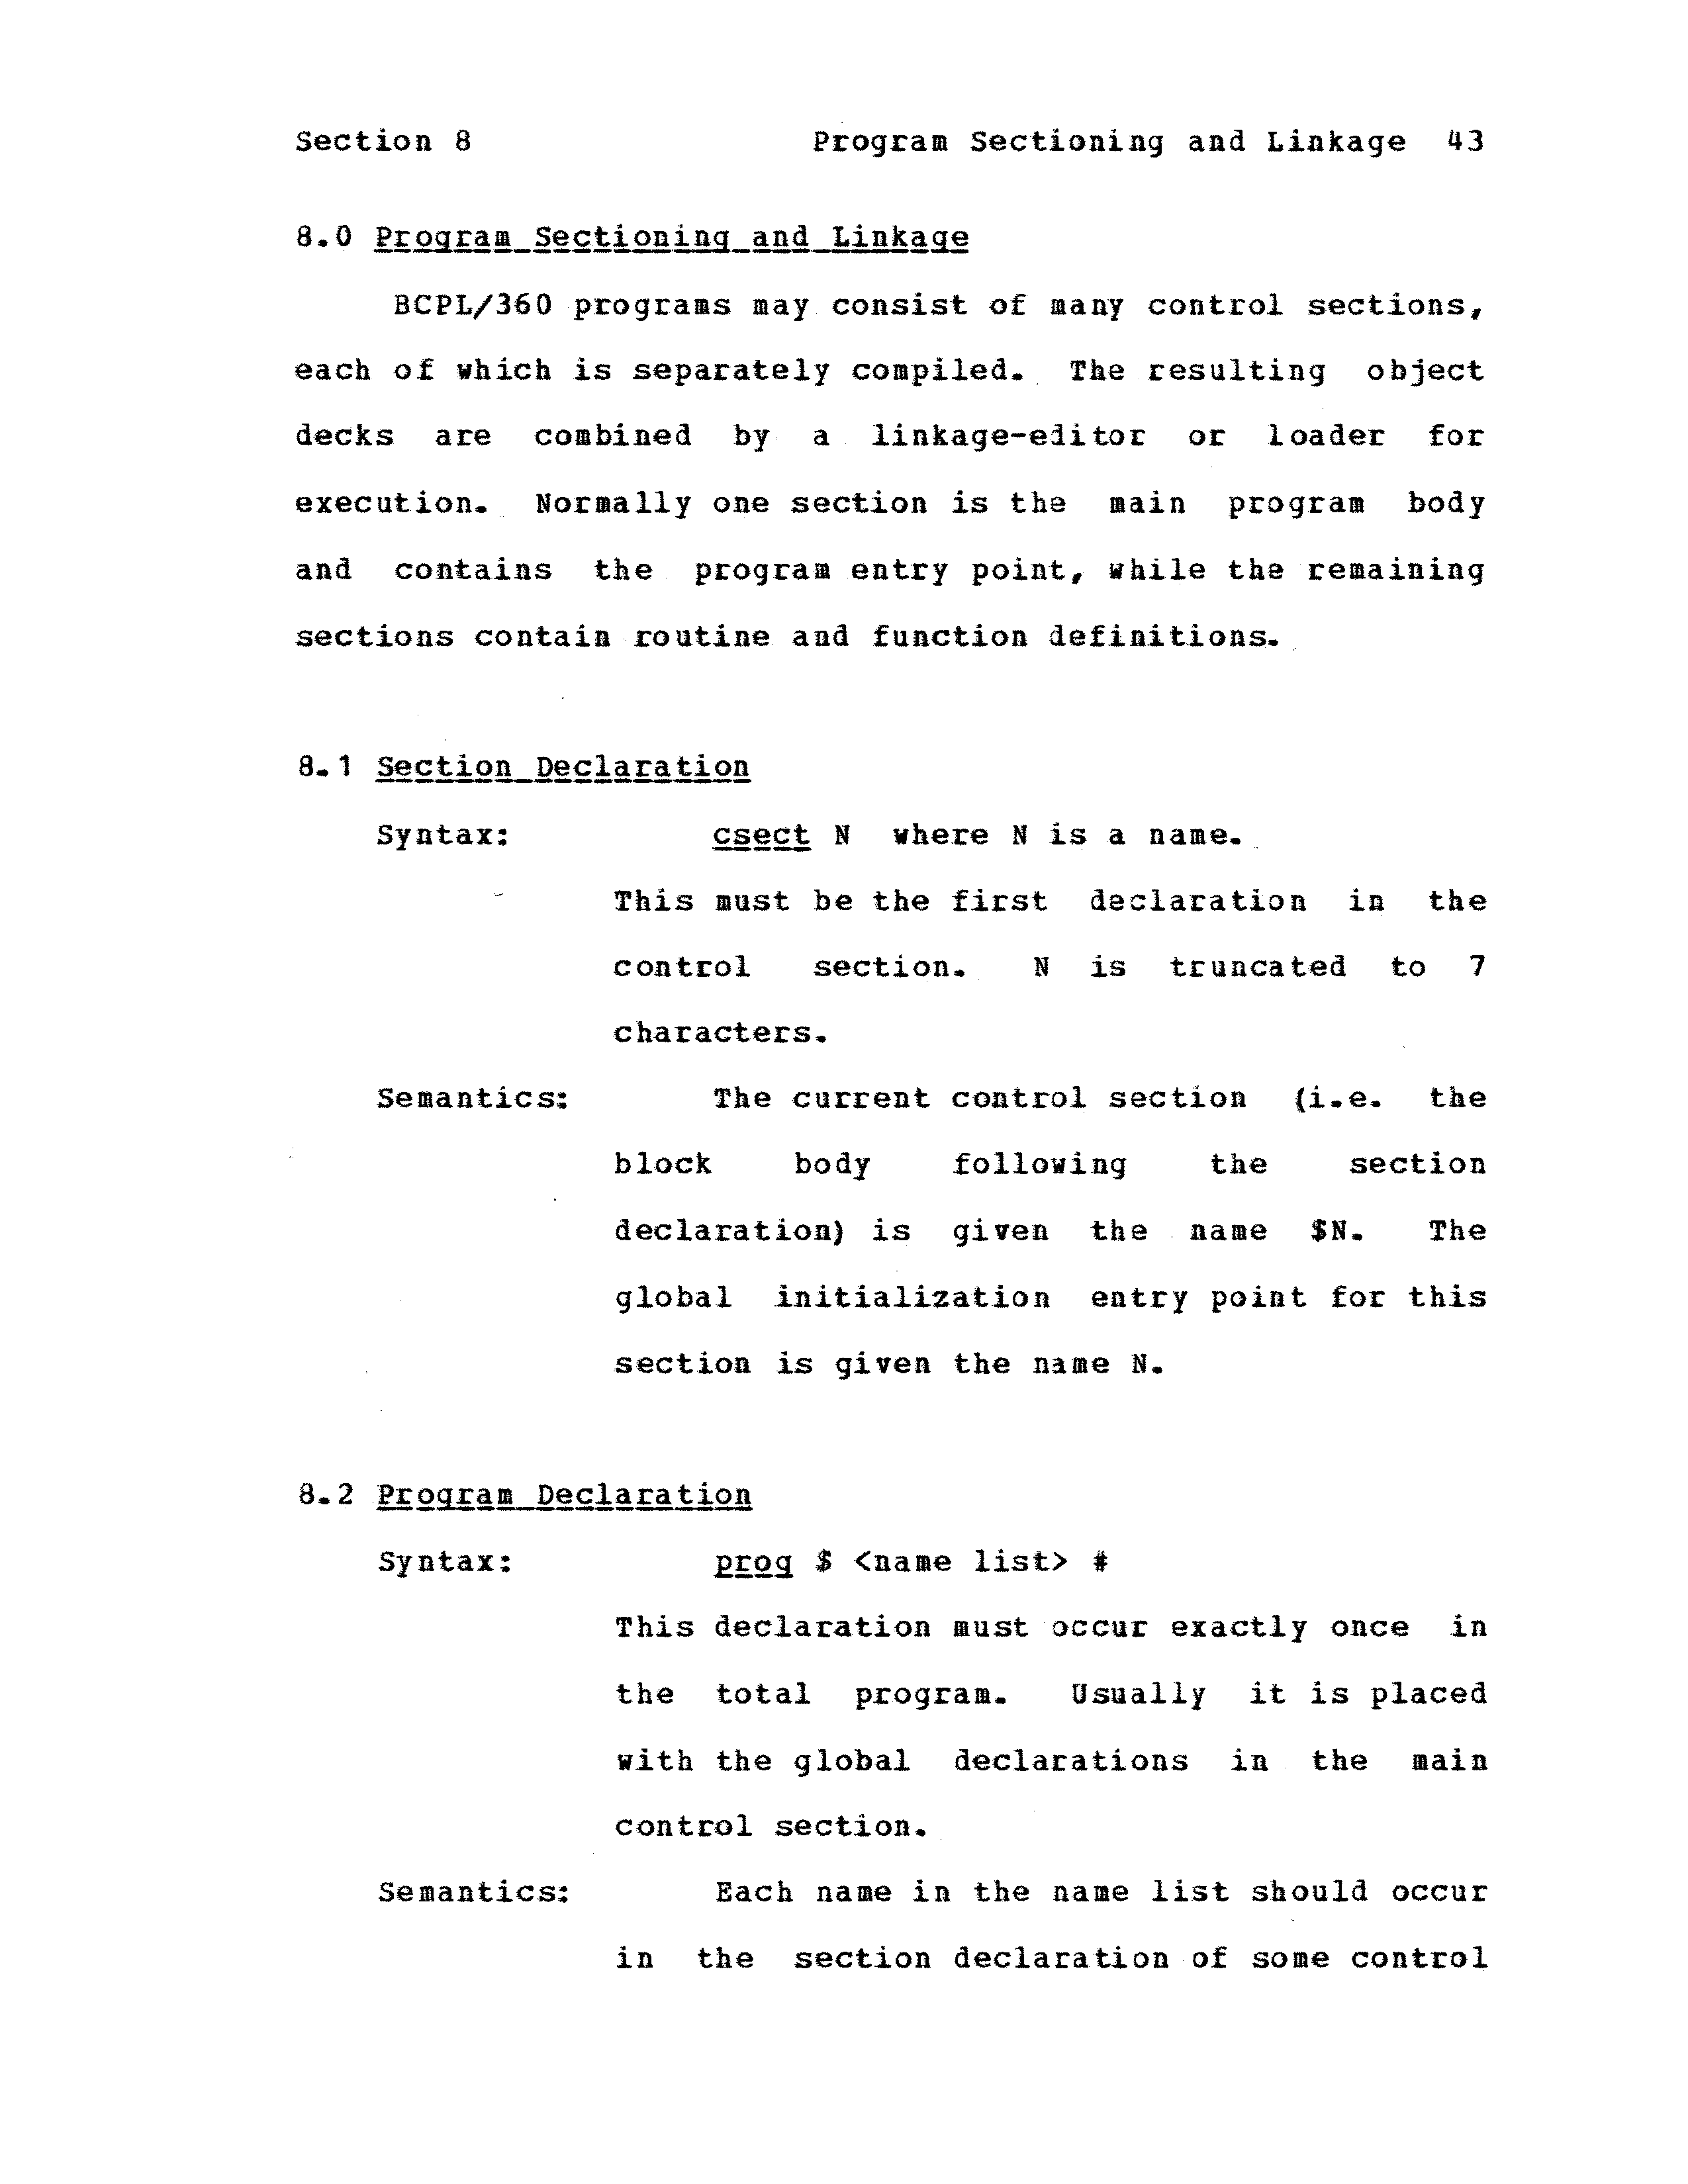 Section 8 Program Sectioning and Linkage 43
8.0 Program Sectioning and Linkage
BCPL/360 programs may consist of many control sections,
each of which is separately compiled. The resulting object
decks are combined by a linkage-editor or loader for
execution. Normally one section is the main program body
and contains the program entry point, while the remaining
sections contain routine and function definitions.
8.1 Section Declaration
Syntax: csect N where N is a name.
This must be the first declaration in the
control section. N is truncated to 7
characters.
Semantics: The current control section (i.e. the
block body following the section
declaration) is given the name $N. The
global initialization entry point for this
section is given the name N.
8.2 Program Declaration
Syntax: prog $ <name list> #
This declaration must occur exactly once in
the total program. Usually it is placed
with the global declarations in the main
control section.
Semantics: Each name in the name list should occur
in the section declaration of some control